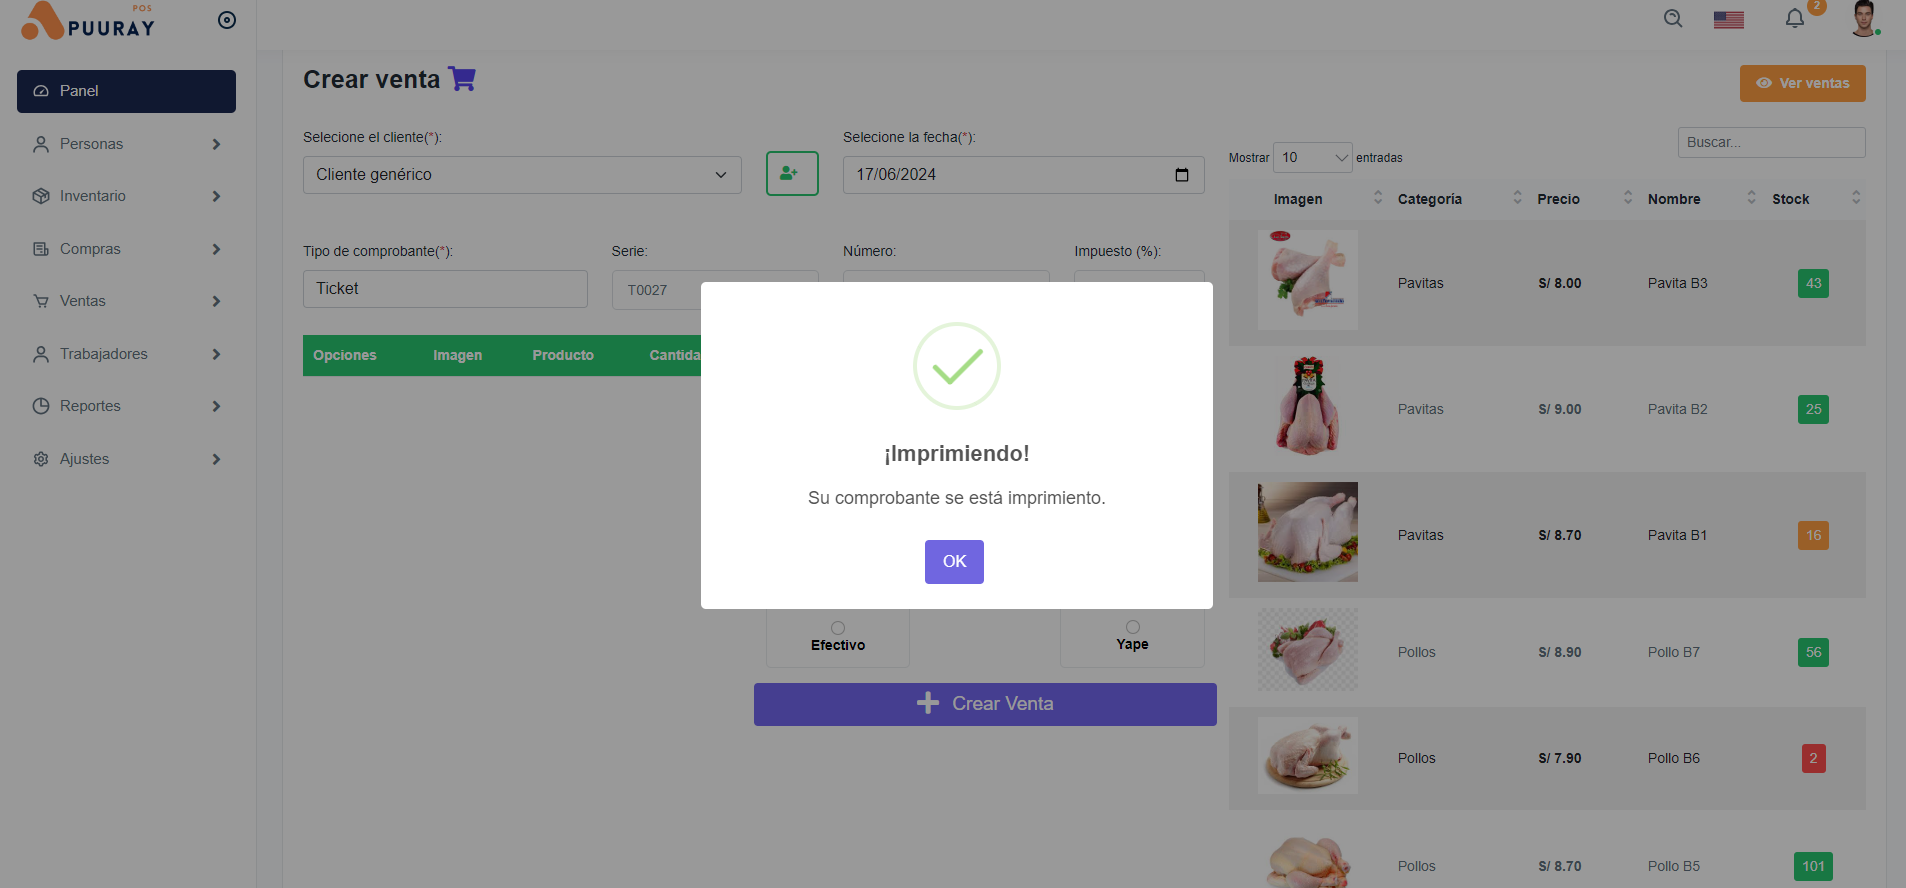 POS
PUURAY
2
Panel
Personas
Inventario
Compras
Ventas
Trabajadores
Reportes
Ajustes
Crear venta
Ver ventas
Selecione el cliente(*):
Cliente genérico
Selecione la fecha(*):
17/06/2024
Tipo de comprobante(*):
Ticket
Serie:
T0027
Número:
Impuesto (%):
Opciones Imagen Producto Cantida
¡Imprimiendo!
Su comprobante se está imprimiento.
OK
Efectivo
Yape
Crear Venta
Mostrar 10 entradas
Buscar...
Imagen Categoría Precio Nombre Stock
Pavitas S/ 8.00 Pavita B3 43
Pavitas S/ 9.00 Pavita B2 25
Pavitas S/ 8.70 Pavita B1 16
Pollos S/ 8.90 Pollo B7 56
Pollos S/ 7.90 Pollo B6 2
Pollos S/ 8.70 Pollo B5 101